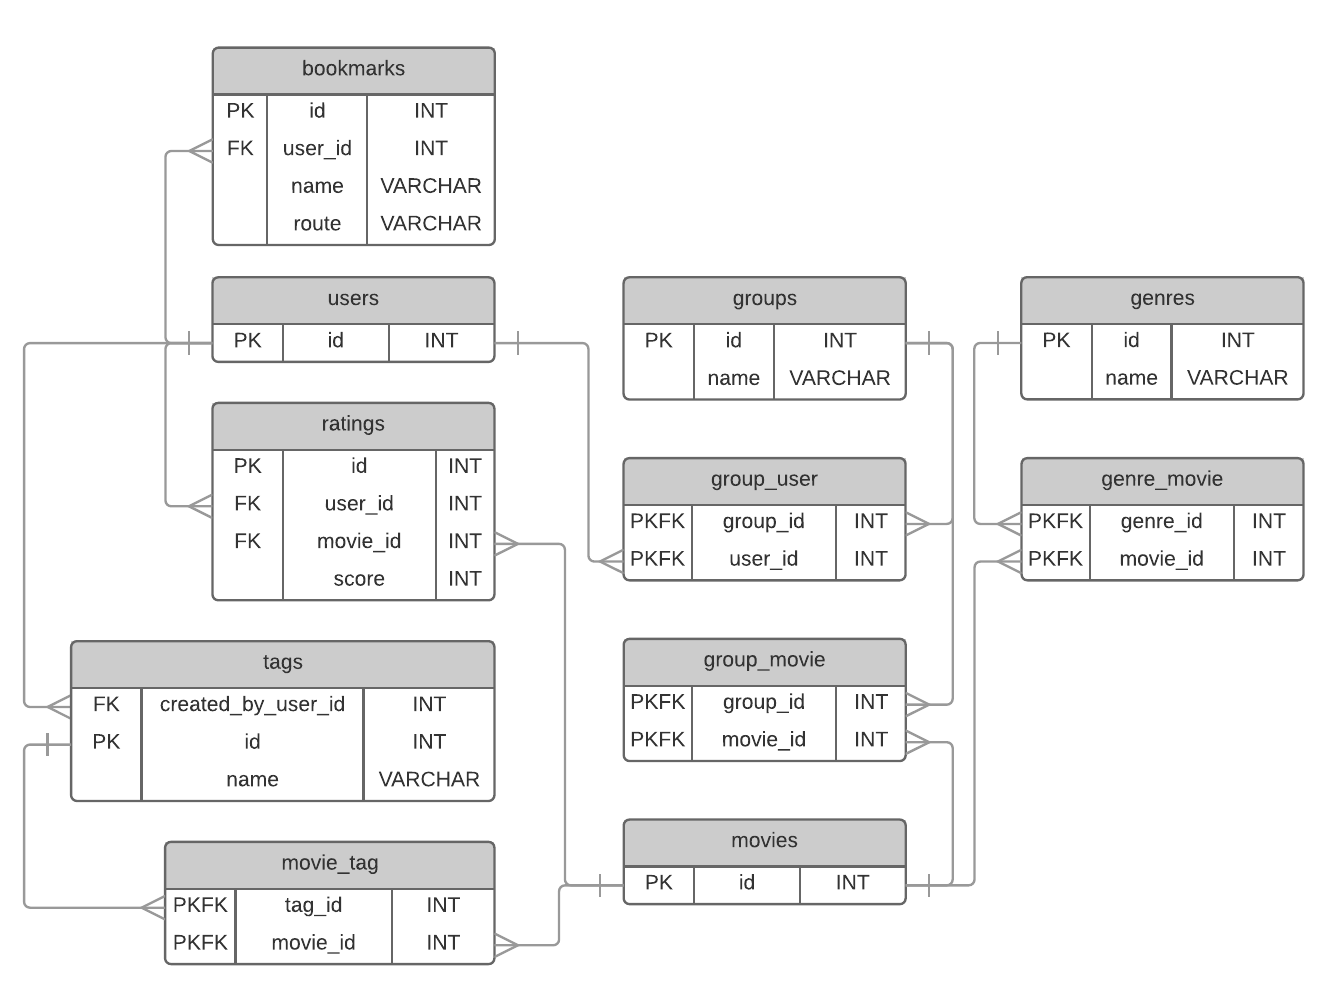 bookmarks
PK id INT
FK user_id INT
name VARCHAR
route VARCHAR
users
PK id INT
ratings
PK id INT
FK user_id INT
FK movie_id INT
score INT
tags
FK created_by_user_id INT
PK id INT
name VARCHAR
movie_tag
PKFK tag_id INT
PKFK movie_id INT
groups
PK id INT
name VARCHAR
group_user
PKFK group_id INT
PKFK user_id INT
group_movie
PKFK group_id INT
PKFK movie_id INT
movies
PK id INT
genres
PK id INT
name VARCHAR
genre_movie
PKFK genre_id INT
PKFK movie_id INT